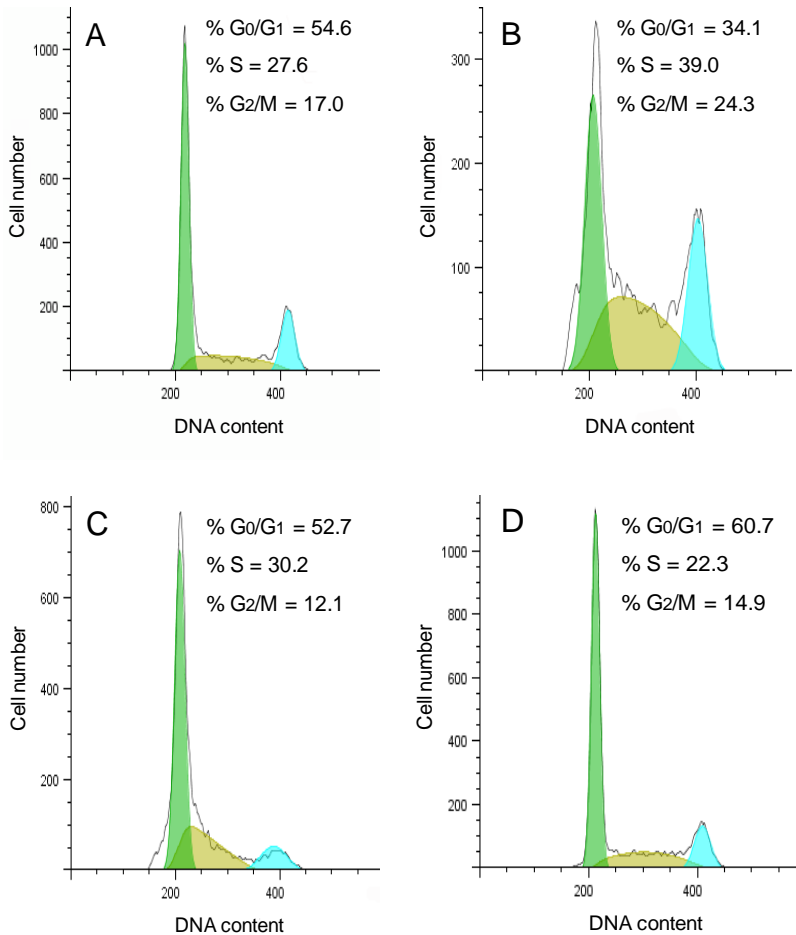 A
% G0/G1 = 54.6
% S = 27.6
% G2/M = 17.0
Cell number
1000
800
600
400
200
200 400
DNA content
B
% G0/G1 = 34.1
% S = 39.0
% G2/M = 24.3
Cell number
300
200
100
200 400
DNA content
C
% G0/G1 = 52.7
% S = 30.2
% G2/M = 12.1
Cell number
800
600
400
200
200 400
DNA content
D
% G0/G1 = 60.7
% S = 22.3
% G2/M = 14.9
Cell number
1000
800
600
400
200
200 400
DNA content